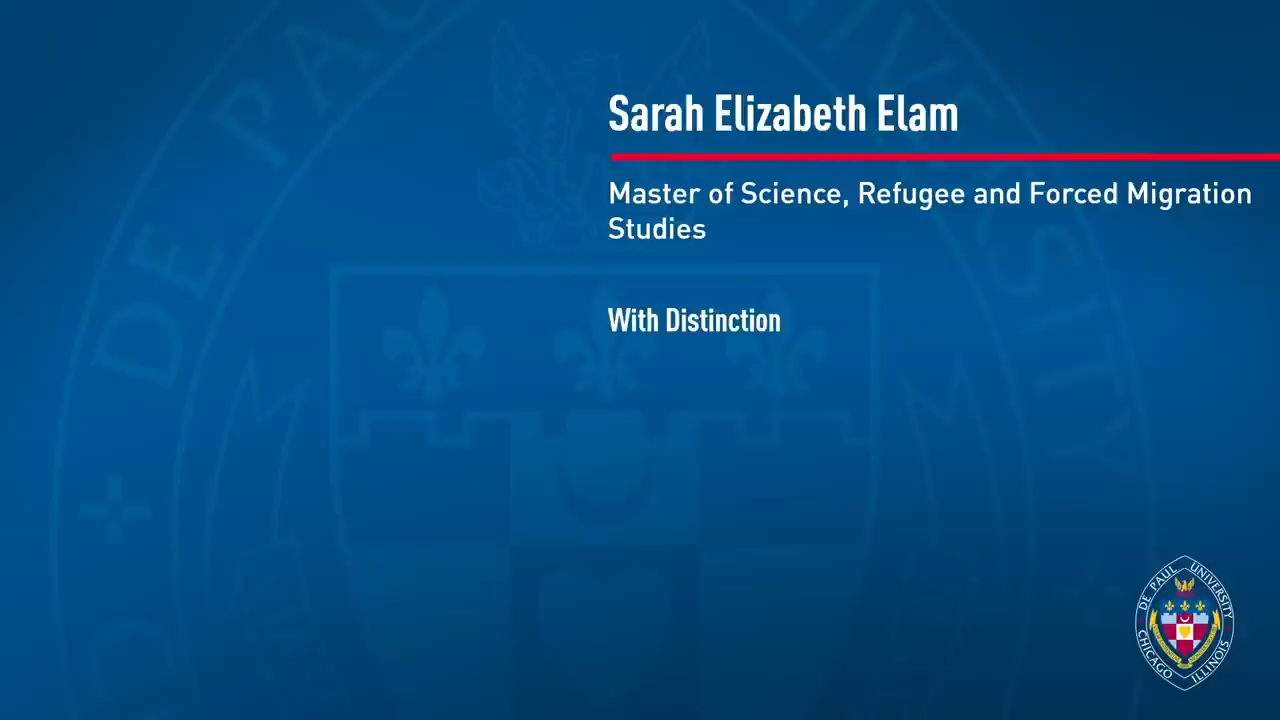 Sarah Elizabeth Elam
Master of Science, Refugee and Forced Migration
Studies
With Distinction
DE PAUL UNIVERSITY
CHICAGO ILLINOIS